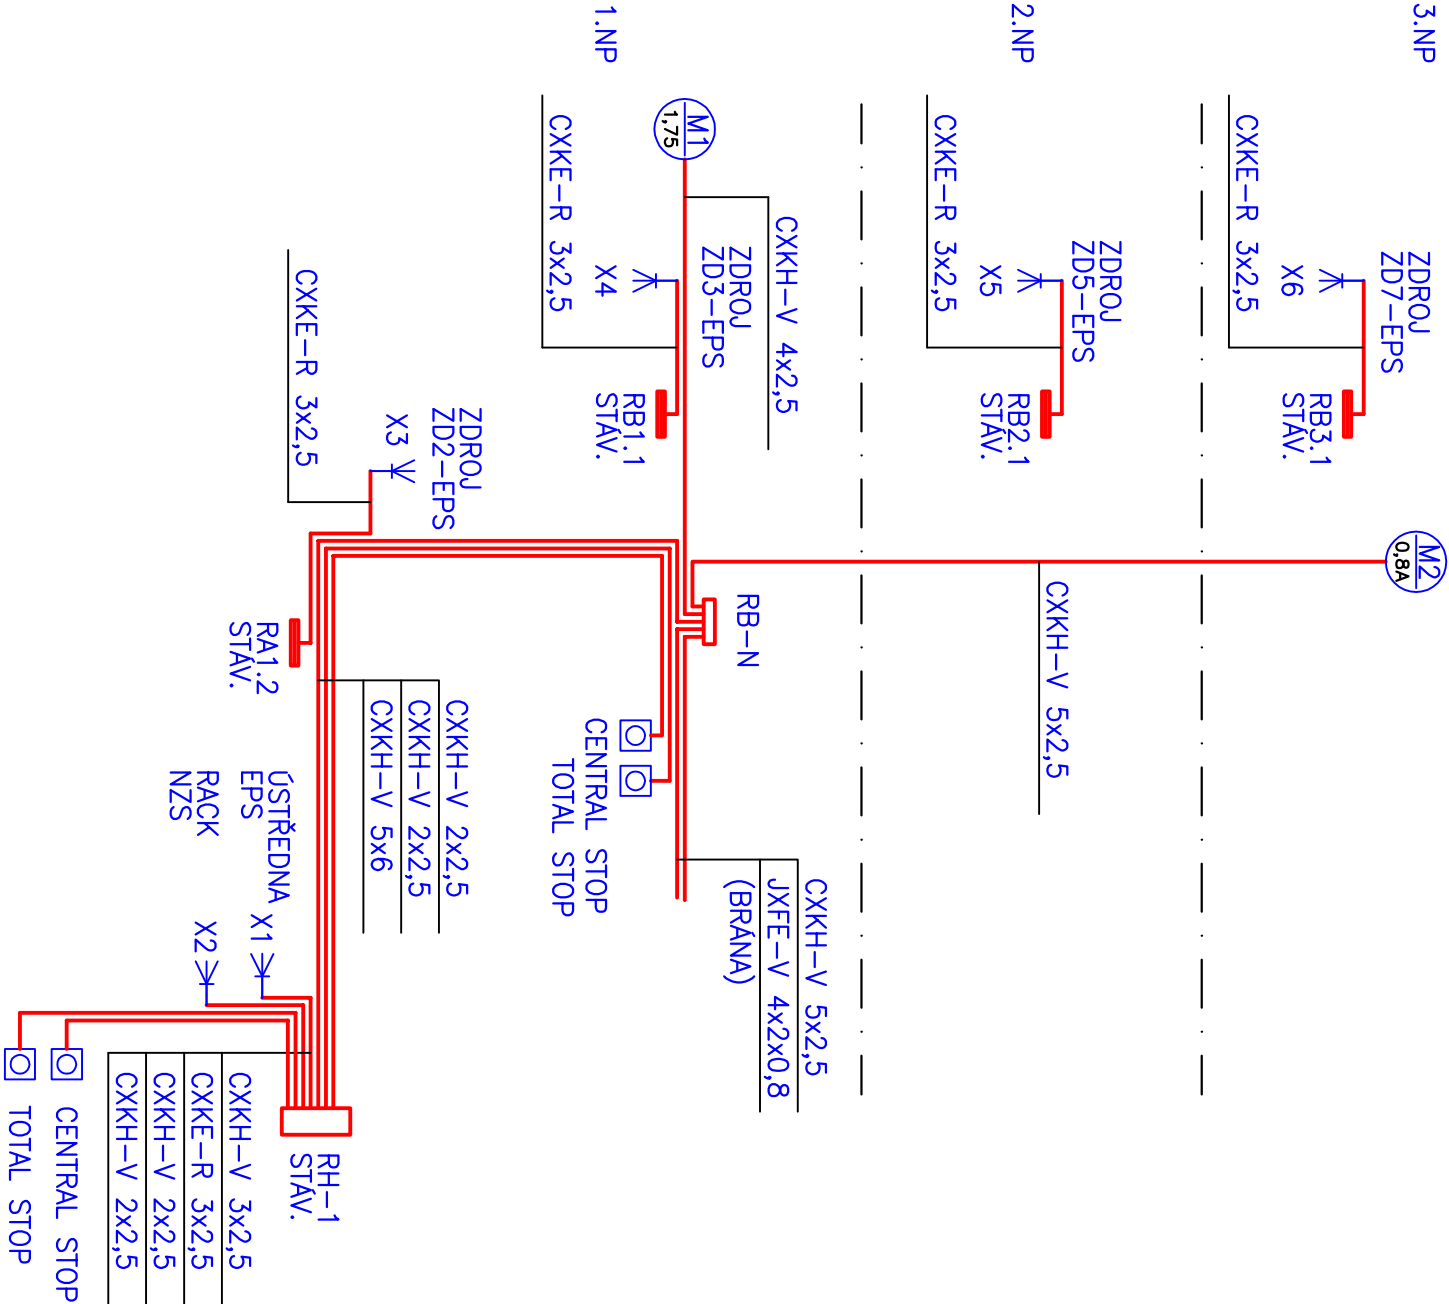 3.NP
ZDROJ
ZD7-EPS
X6
CXKE-R 3x2,5
RB3.1
STÁV.
M2
0,8A
2.NP
ZDROJ
ZD5-EPS
X5
CXKE-R 3x2,5
RB2.1
STÁV.
CXKH-V 5x2,5
1.NP
M1
1,75
CXKH-V 4x2,5
ZDROJ
ZD3-EPS
X4
CXKE-R 3x2,5
RB1.1
STÁV.
RB-N
CXKH-V 5x2,5
JXFE-V 4x2x0,8
(BRÁNA)
CENTRAL STOP
TOTAL STOP
ZDROJ
ZD2-EPS
X3
CXKE-R 3x2,5
RA1.2
STÁV.
CXKH-V 2x2,5
CXKH-V 2x2,5
CXKH-V 5x6
ÚSTŘEDNA
EPS
X1
RACK
NZS
X2
RH-1
STÁV.
CXKH-V 3x2,5
CXKE-R 3x2,5
CXKH-V 2x2,5
CXKH-V 2x2,5
CENTRAL STOP
TOTAL STOP